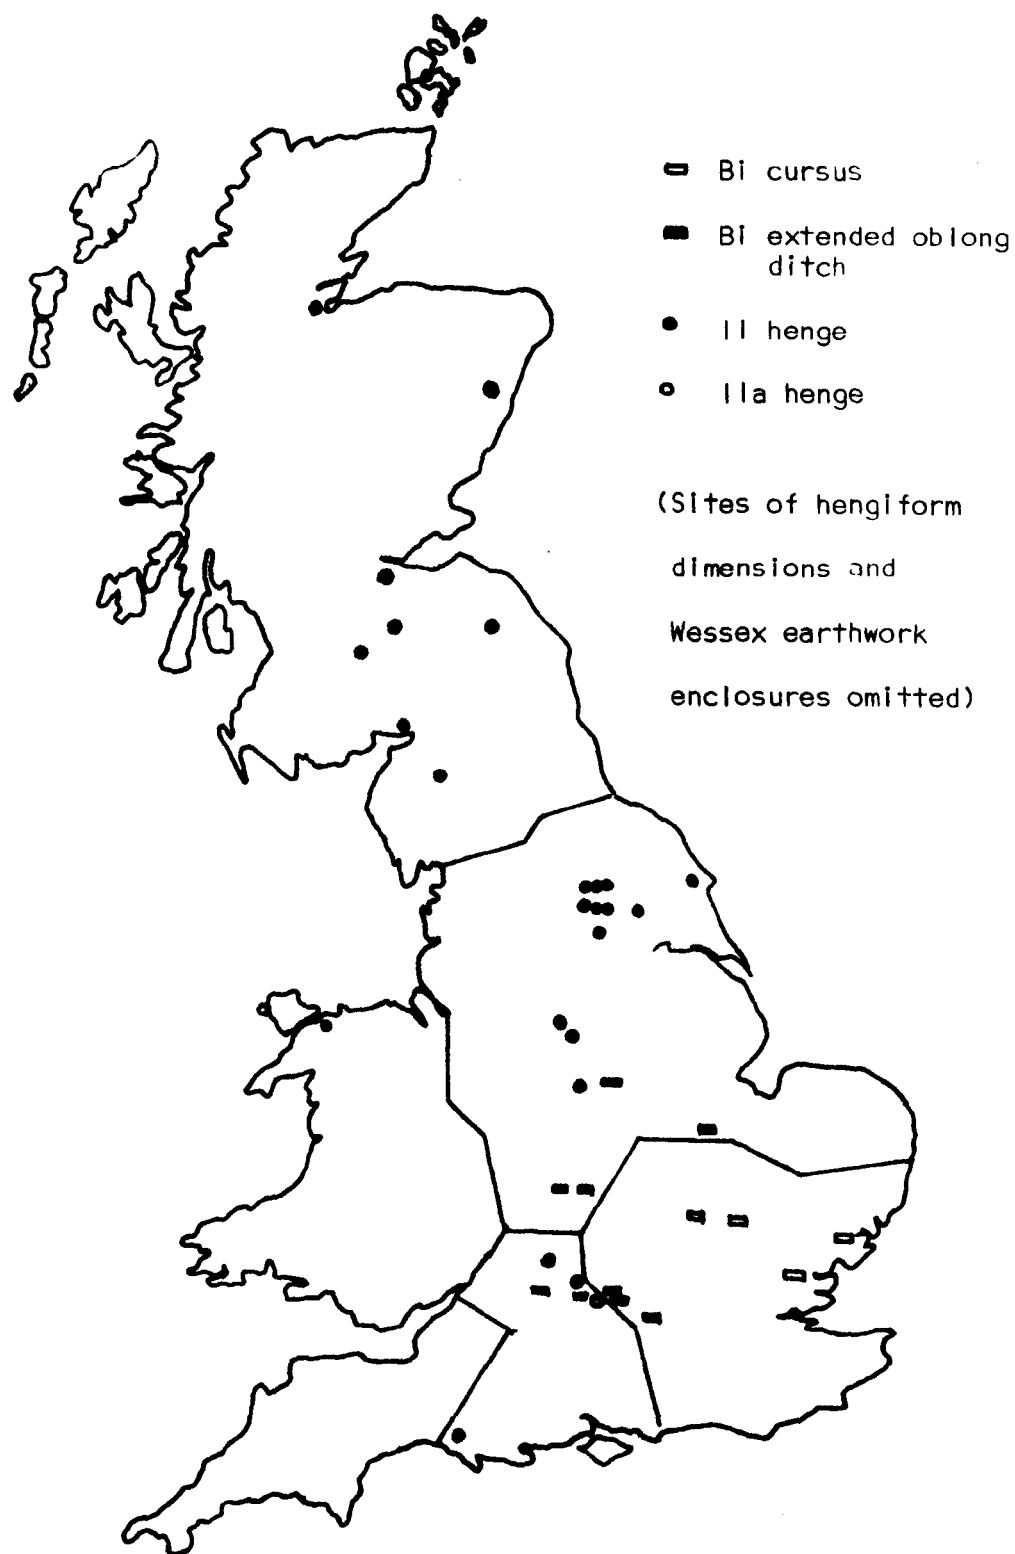 Bi cursus
Bi extended oblong
ditch
II henge
IIa henge
(Sites of hengiform
dimensions and
Wessex earthwork
enclosures omitted)